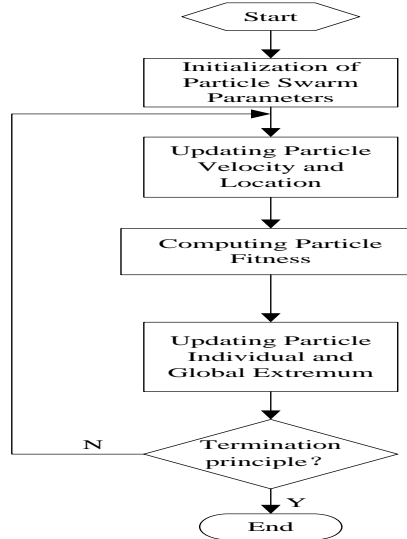 Start
Initialization of
Particle Swarm
Parameters
Updating Particle
Velocity and
Location
Computing Particle
Fitness
Updating Particle
Individual and
Global Extremum
Termination
principle?
N
Y
End